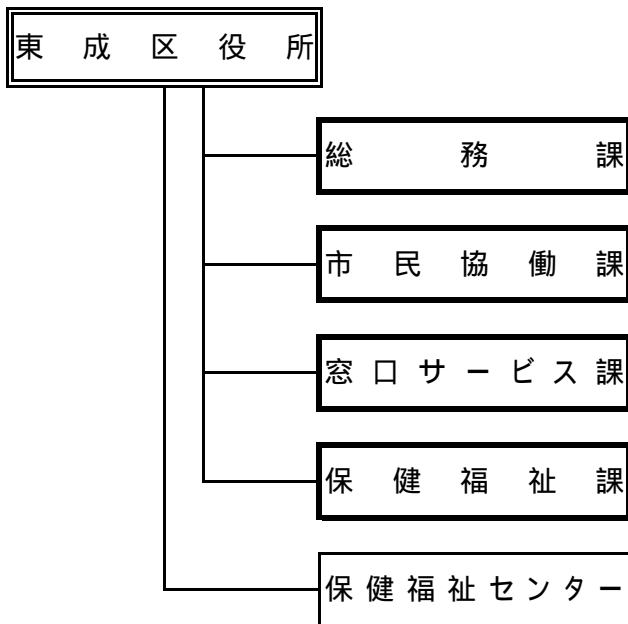 東成区役所
総務課
市民協働課
窓口サービス課
保健福祉課
保健福祉センター